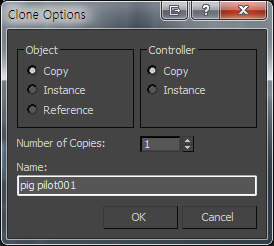 Clone Options
?
Object
Controller
Copy
Copy
Instance
Instance
Reference
Number of Copies: 1
Name:
pig pilot001
OK Cancel